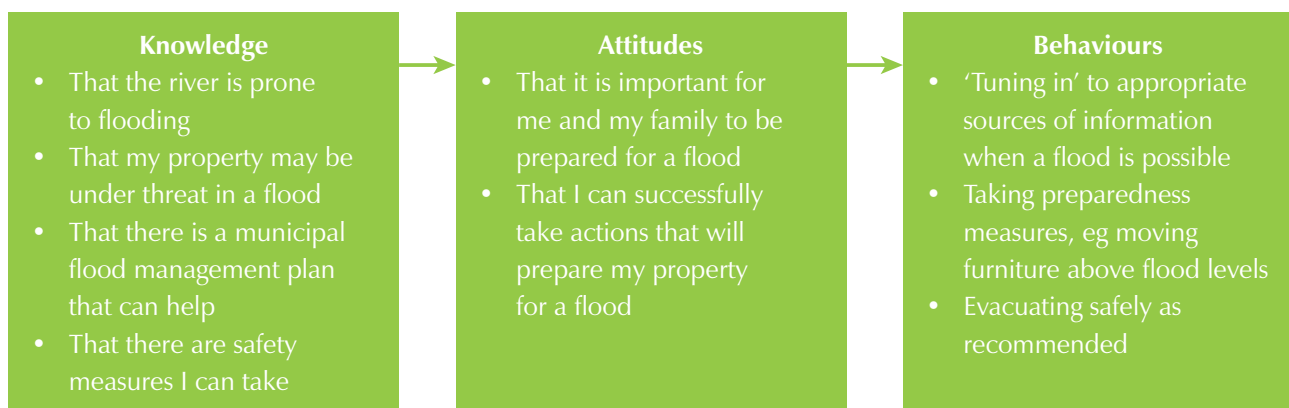 Knowledge
• That the river is prone
to flooding
• That my property may be
under threat in a flood
• That there is a municipal
flood management plan
that can help
• That there are safety
measures I can take
Attitudes
• That it is important for
me and my family to be
prepared for a flood
• That I can successfully
take actions that will
prepare my property
for a flood
Behaviours
• ‘Tuning in’ to appropriate
sources of information
when a flood is possible
• Taking preparedness
measures, eg moving
furniture above flood levels
• Evacuating safely as
recommended